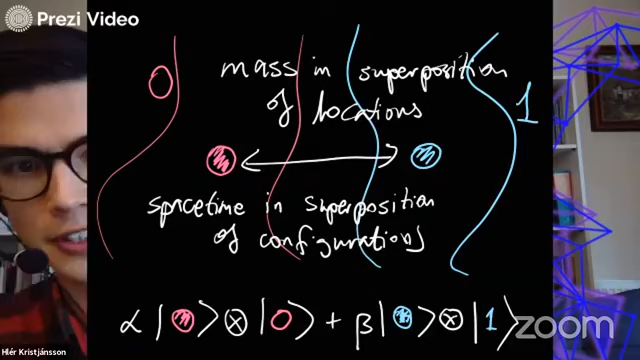 Prezi Video
mass in superposition
of locations
0
1
spacetime in superposition
of configurations
α |●> ⊗ |0> + β |●> ⊗ |1>
zoom
Hlér Kristjánsson